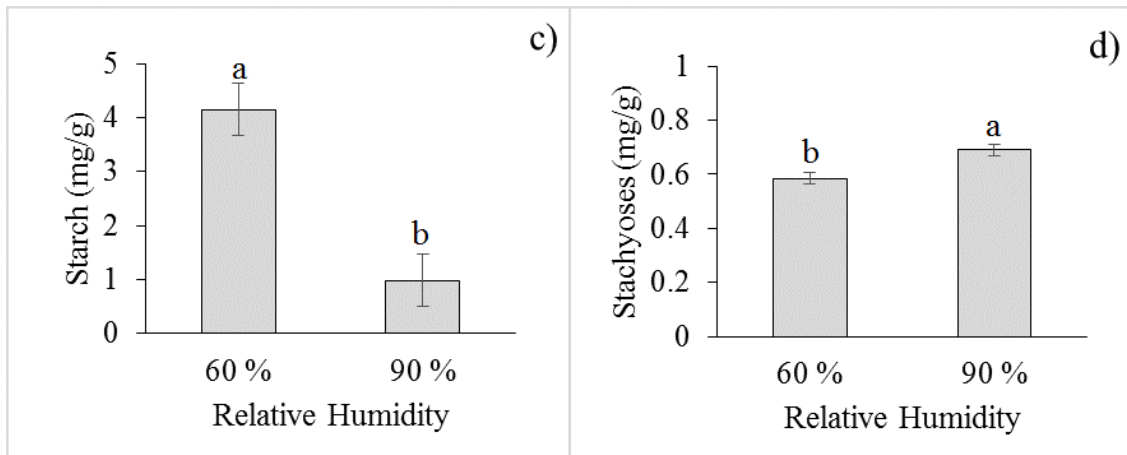 c)
Starch (mg/g)
5
4
3
2
1
0
a
b
60 %
90 %
Relative Humidity
d)
Stachyoses (mg/g)
1
0.8
0.6
0.4
0.2
0
b
a
60 %
90 %
Relative Humidity